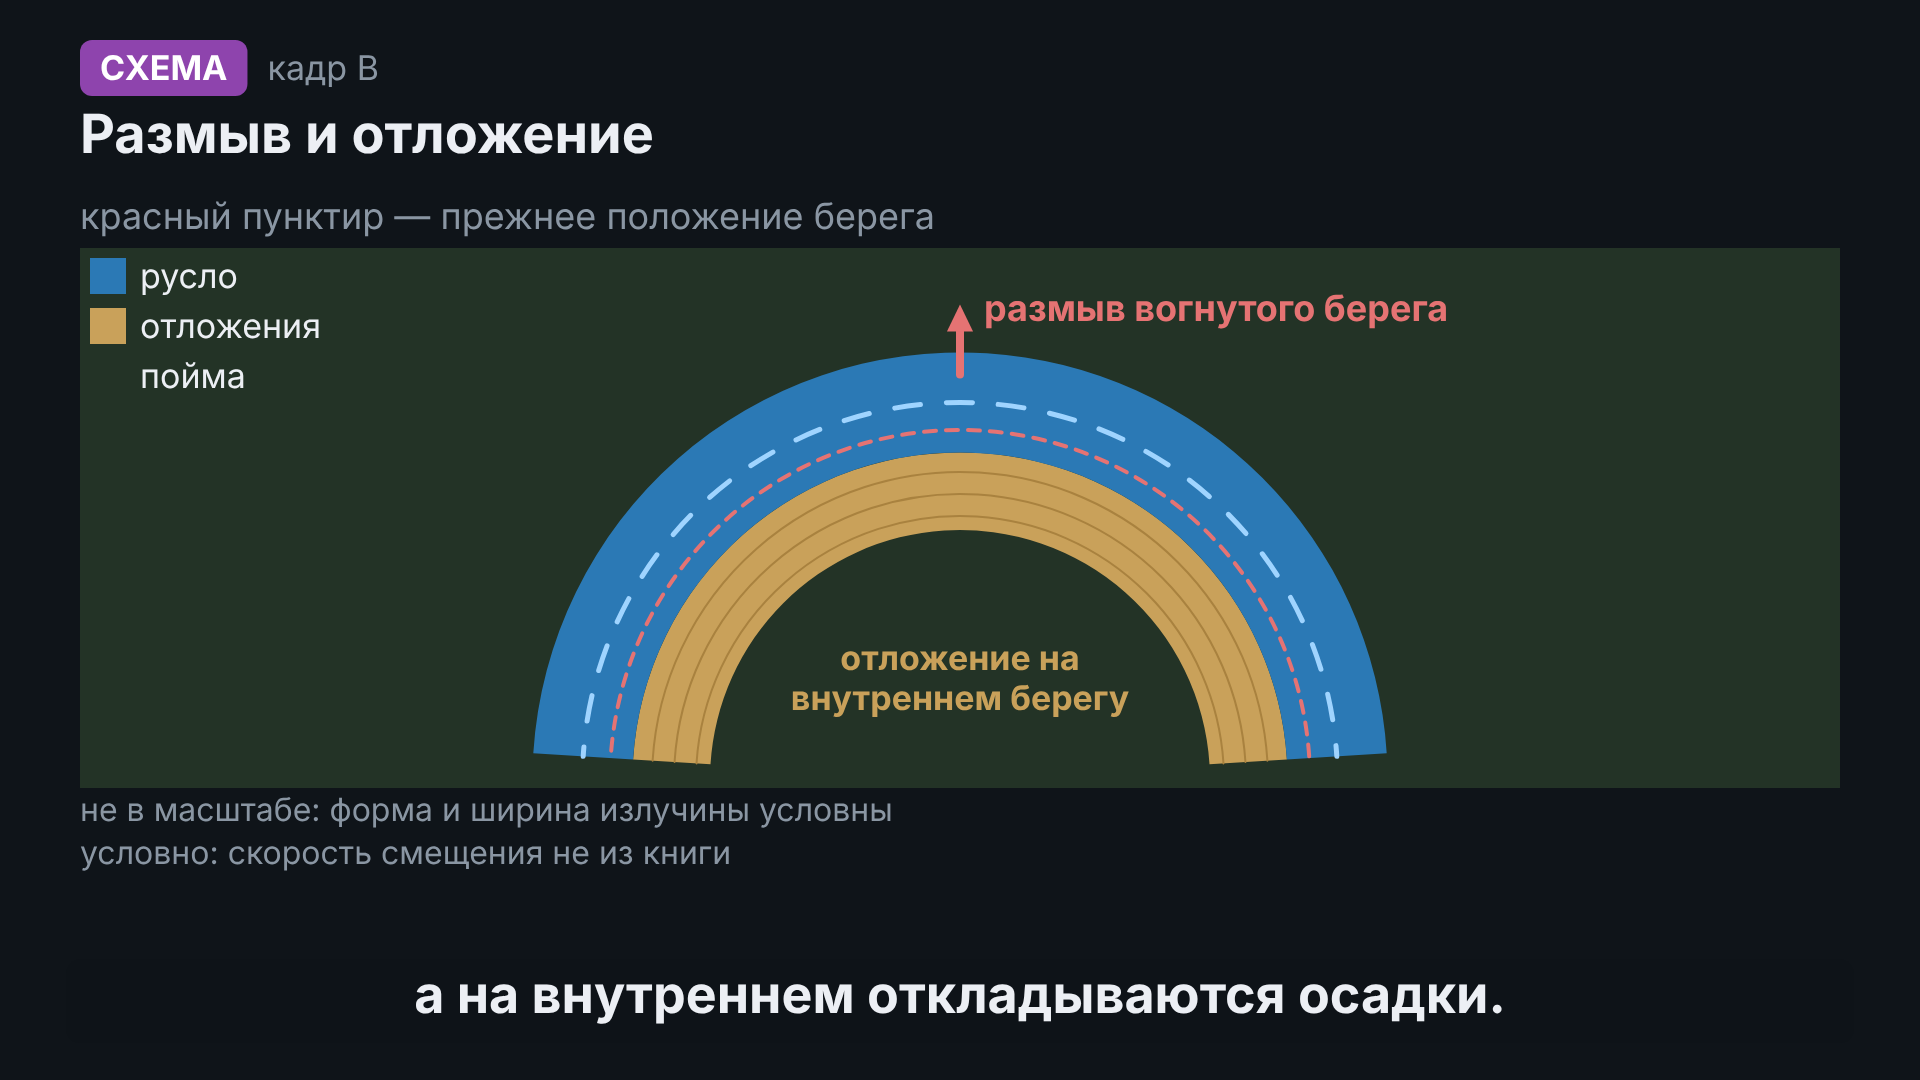 СХЕМА кадр B
Размыв и отложение
красный пунктир — прежнее положение берега
русло
отложения
пойма
размыв вогнутого берега
отложение на
внутреннем берегу
не в масштабе: форма и ширина излучины условны
условно: скорость смещения не из книги
а на внутреннем откладываются осадки.